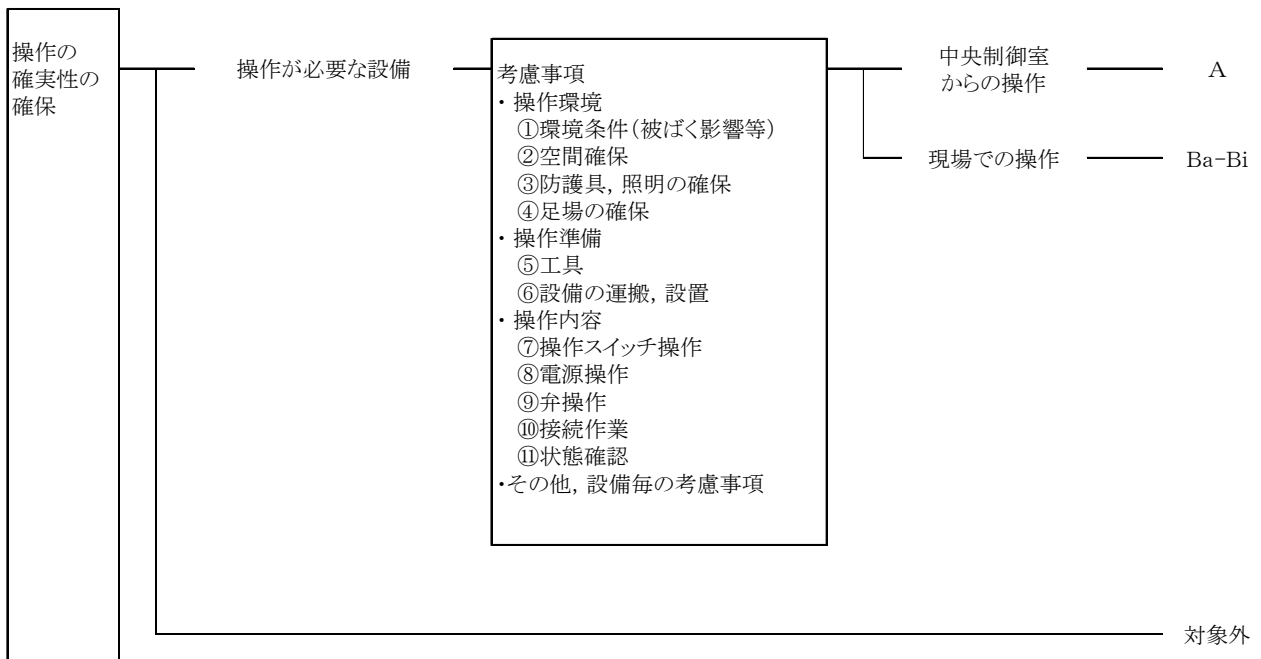 操作の
確実性の
確保
操作が必要な設備
考慮事項
・操作環境
①環境条件(被ばく影響等)
②空間確保
③防護具，照明の確保
④足場の確保
・操作準備
⑤工具
⑥設備の運搬，設置
・操作内容
⑦操作スイッチ操作
⑧電源操作
⑨弁操作
⑩接続作業
⑪状態確認
・その他，設備毎の考慮事項
中央制御室
からの操作
A
現場での操作
Ba-Bi
対象外